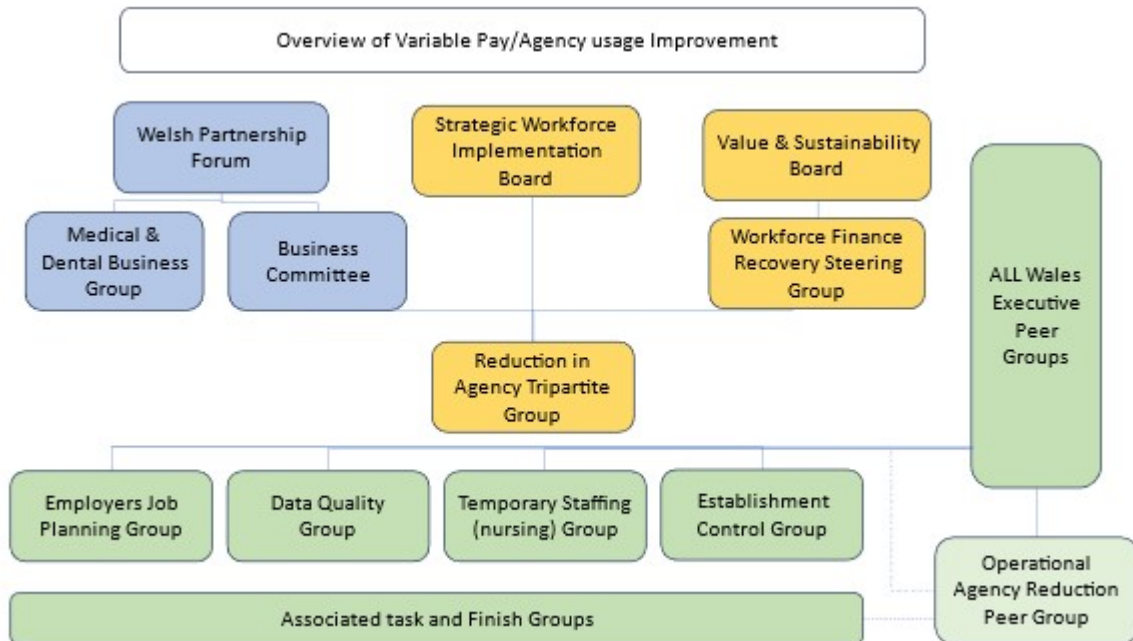 Overview of Variable Pay/Agency usage Improvement
Welsh Partnership
Forum
Strategic Workforce
Implementation
Board
Value & Sustainability
Board
Medical &
Dental Business
Group
Business
Committee
Workforce Finance
Recovery Steering
Group
ALL Wales
Executive
Peer
Groups
Reduction in
Agency Tripartite
Group
Employers Job
Planning Group
Data Quality
Group
Temporary Staffing
(nursing) Group
Establishment
Control Group
Operational
Agency Reduction
Peer Group
Associated task and Finish Groups